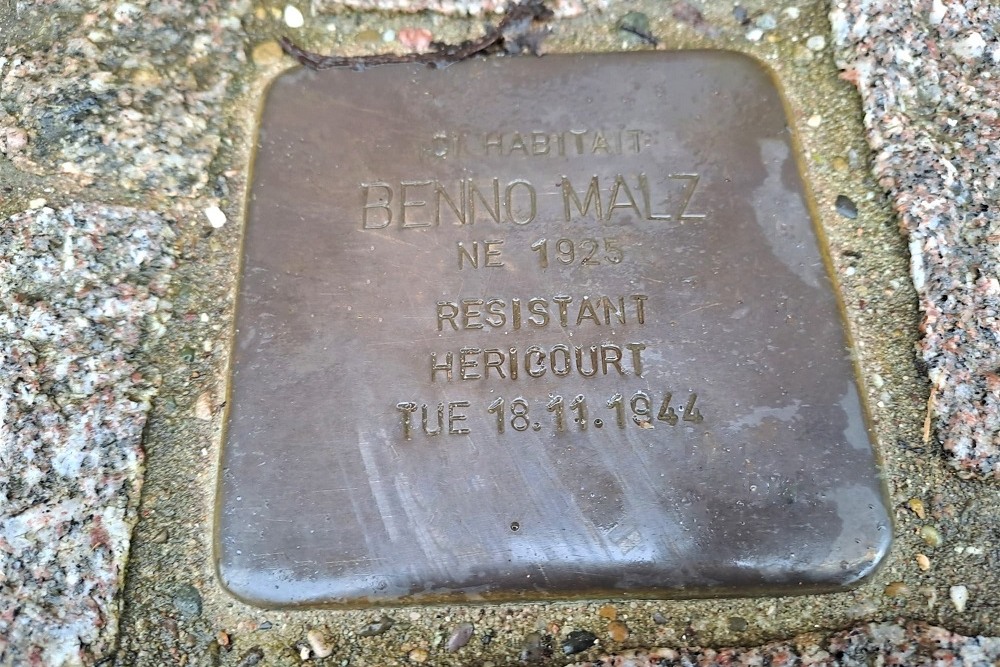 ICI HABITAIT
BENNO MALZ
NE 1925
RESISTANT
HERICOURT
TUE 18.11.1944